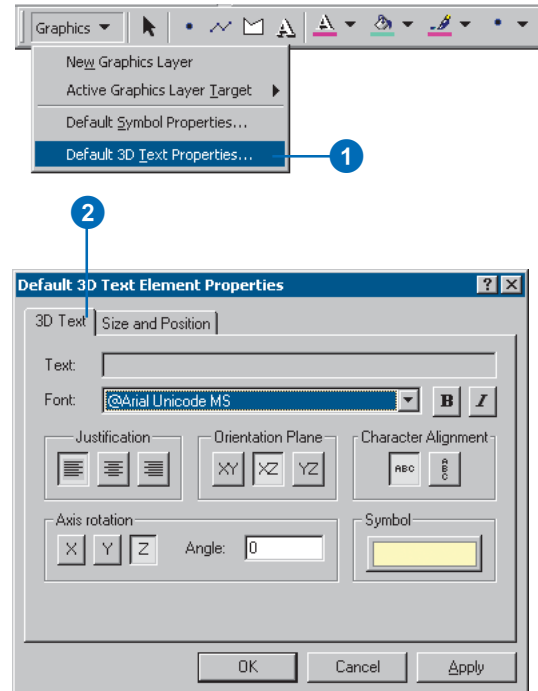 Graphics
New Graphics Layer
Active Graphics Layer Target
Default Symbol Properties...
Default 3D Text Properties...
1
2
Default 3D Text Element Properties
3D Text Size and Position
Text:
Font: @Arial Unicode MS B I
Justification Orientation Plane Character Alignment
XY XZ YZ ABC ABC
Axis rotation Symbol
X Y Z Angle: 0
OK Cancel Apply